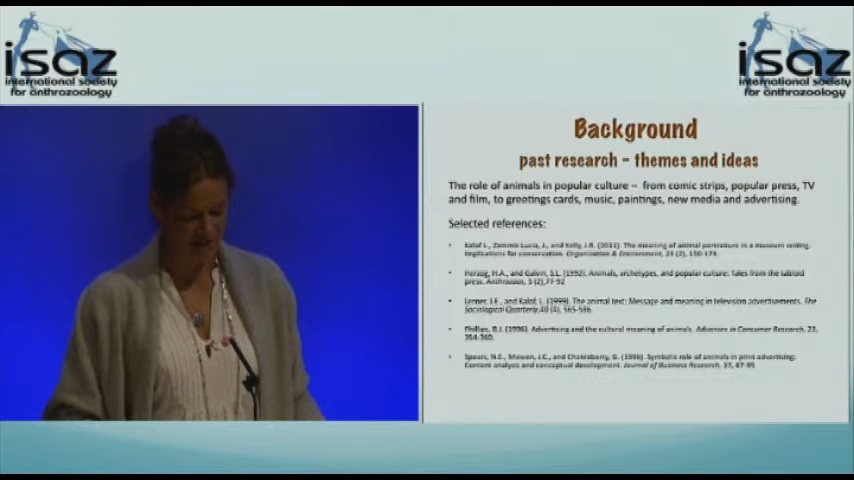 isaz
international society
for anthrozoology
isaz
international society
for anthrozoology
Background
past research – themes and ideas
The role of animals in popular culture – from comic strips, popular press, TV
and film, to greetings cards, music, paintings, new media and advertising.
Selected references:
Kalof L., Zammit-Lucia, J., and Kelly, J.R. (2011). The meaning of animal portraiture in a museum setting:
Implications for conservation. Organization & Environment, 24 (2), 150-174.
Herzog, H.A., and Galvin, S.L. (1992). Animals, archetypes, and popular culture: Tales from the tabloid
press. Anthrozoos, 5 (2),77-92
Lerner, J.E., and Kalof, L. (1999). The animal text: Message and meaning in television advertisements. The
Sociological Quarterly,40 (4), 565-586.
Phillips, B.J. (1996). Advertising and the cultural meaning of animals. Advances in Consumer Research, 23,
354-360.
Spears, N.E., Mowen, J.C., and Chakraborty, G. (1996). Symbolic role of animals in print advertising:
Content analysis and conceptual development. Journal of Business Research, 37, 87-95